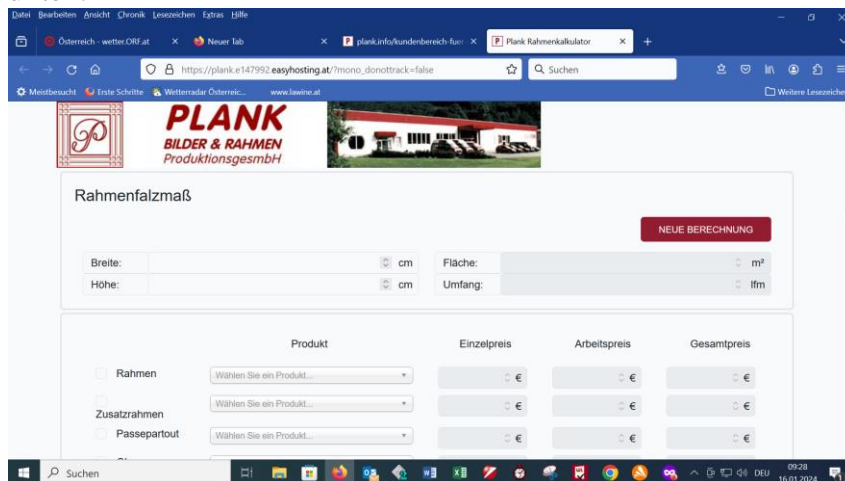 Datei Bearbeiten Ansicht Chronik Lesezeichen Extras Hilfe
Österreich - wetter.ORF.at × Neuer Tab × plank.info/kundenbereich-fuer × Plank Rahmenkalkulator × +
https://plank.e147992.easyhosting.at/?mono_donottrack=false Suchen
Meistbesucht Erste Schritte Wetterradar Österreic... www.lawine.at Weitere Lesezeichen
P PLANK
BILDER & RAHMEN
ProduktionsgesmbH
Rahmenfalzmaß
NEUE BERECHNUNG
Breite: cm Fläche: m²
Höhe: cm Umfang: lfm
Produkt Einzelpreis Arbeitspreis Gesamtpreis
Rahmen Wählen Sie ein Produkt... € € €
Zusatzrahmen Wählen Sie ein Produkt... € € €
Passepartout Wählen Sie ein Produkt... € € €
Suchen DEU 09:28
16.01.2024